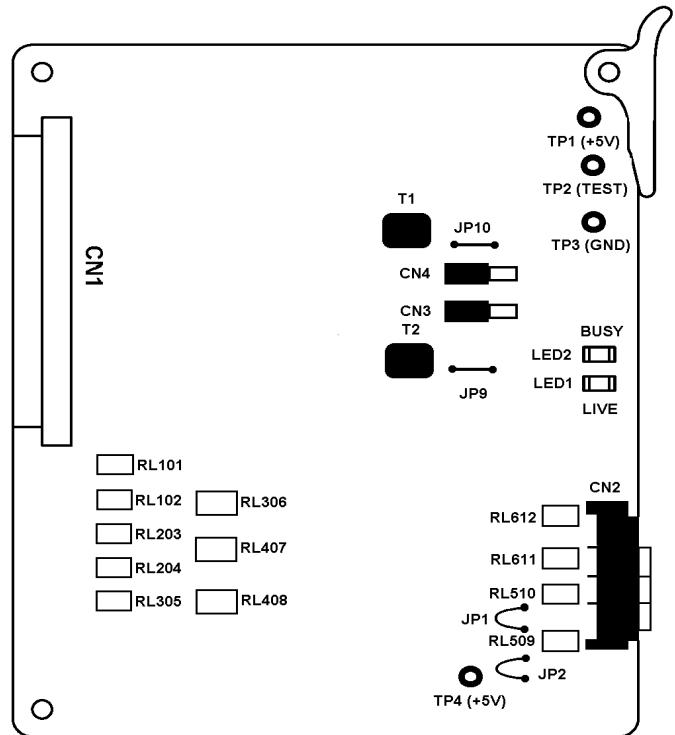 TP1 (+5V)
TP2 (TEST)
T1
JP10
TP3 (GND)
CN1
CN4
CN3
T2
BUSY
LED2
LED1
JP9
LIVE
RL101
RL102
RL306
CN2
RL203
RL612
RL407
RL204
RL611
RL305
RL408
RL510
JP1
RL509
JP2
TP4 (+5V)